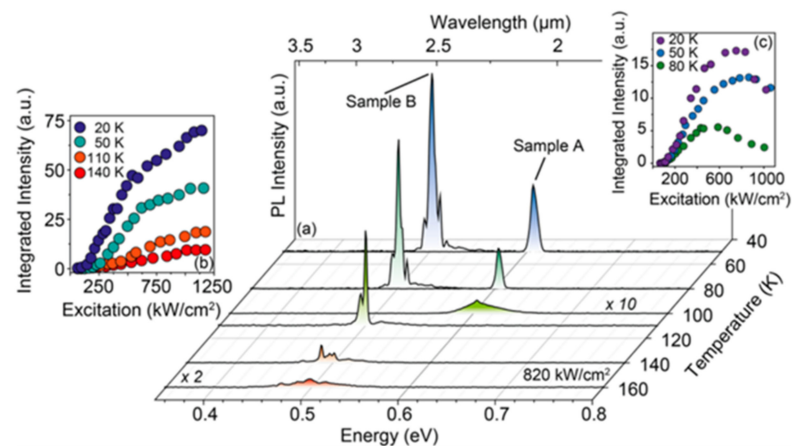 Wavelength (μm)
3.5 3 2.5 2
PL Intensity (a.u.)
Sample B
Sample A
(a)
x 10
x 2
820 kW/cm²
40
60
80
100
120
140
160
Temperature (K)
0.4 0.5 0.6 0.7 0.8
Energy (eV)
Integrated Intensity (a.u.)
75
50
25
0
20 K
50 K
110 K
140 K
(b)
250 750 1250
Excitation (kW/cm²)
Integrated Intensity (a.u.)
15
10
5
0
20 K
50 K
80 K
(c)
200 600 1000
Excitation (kW/cm²)